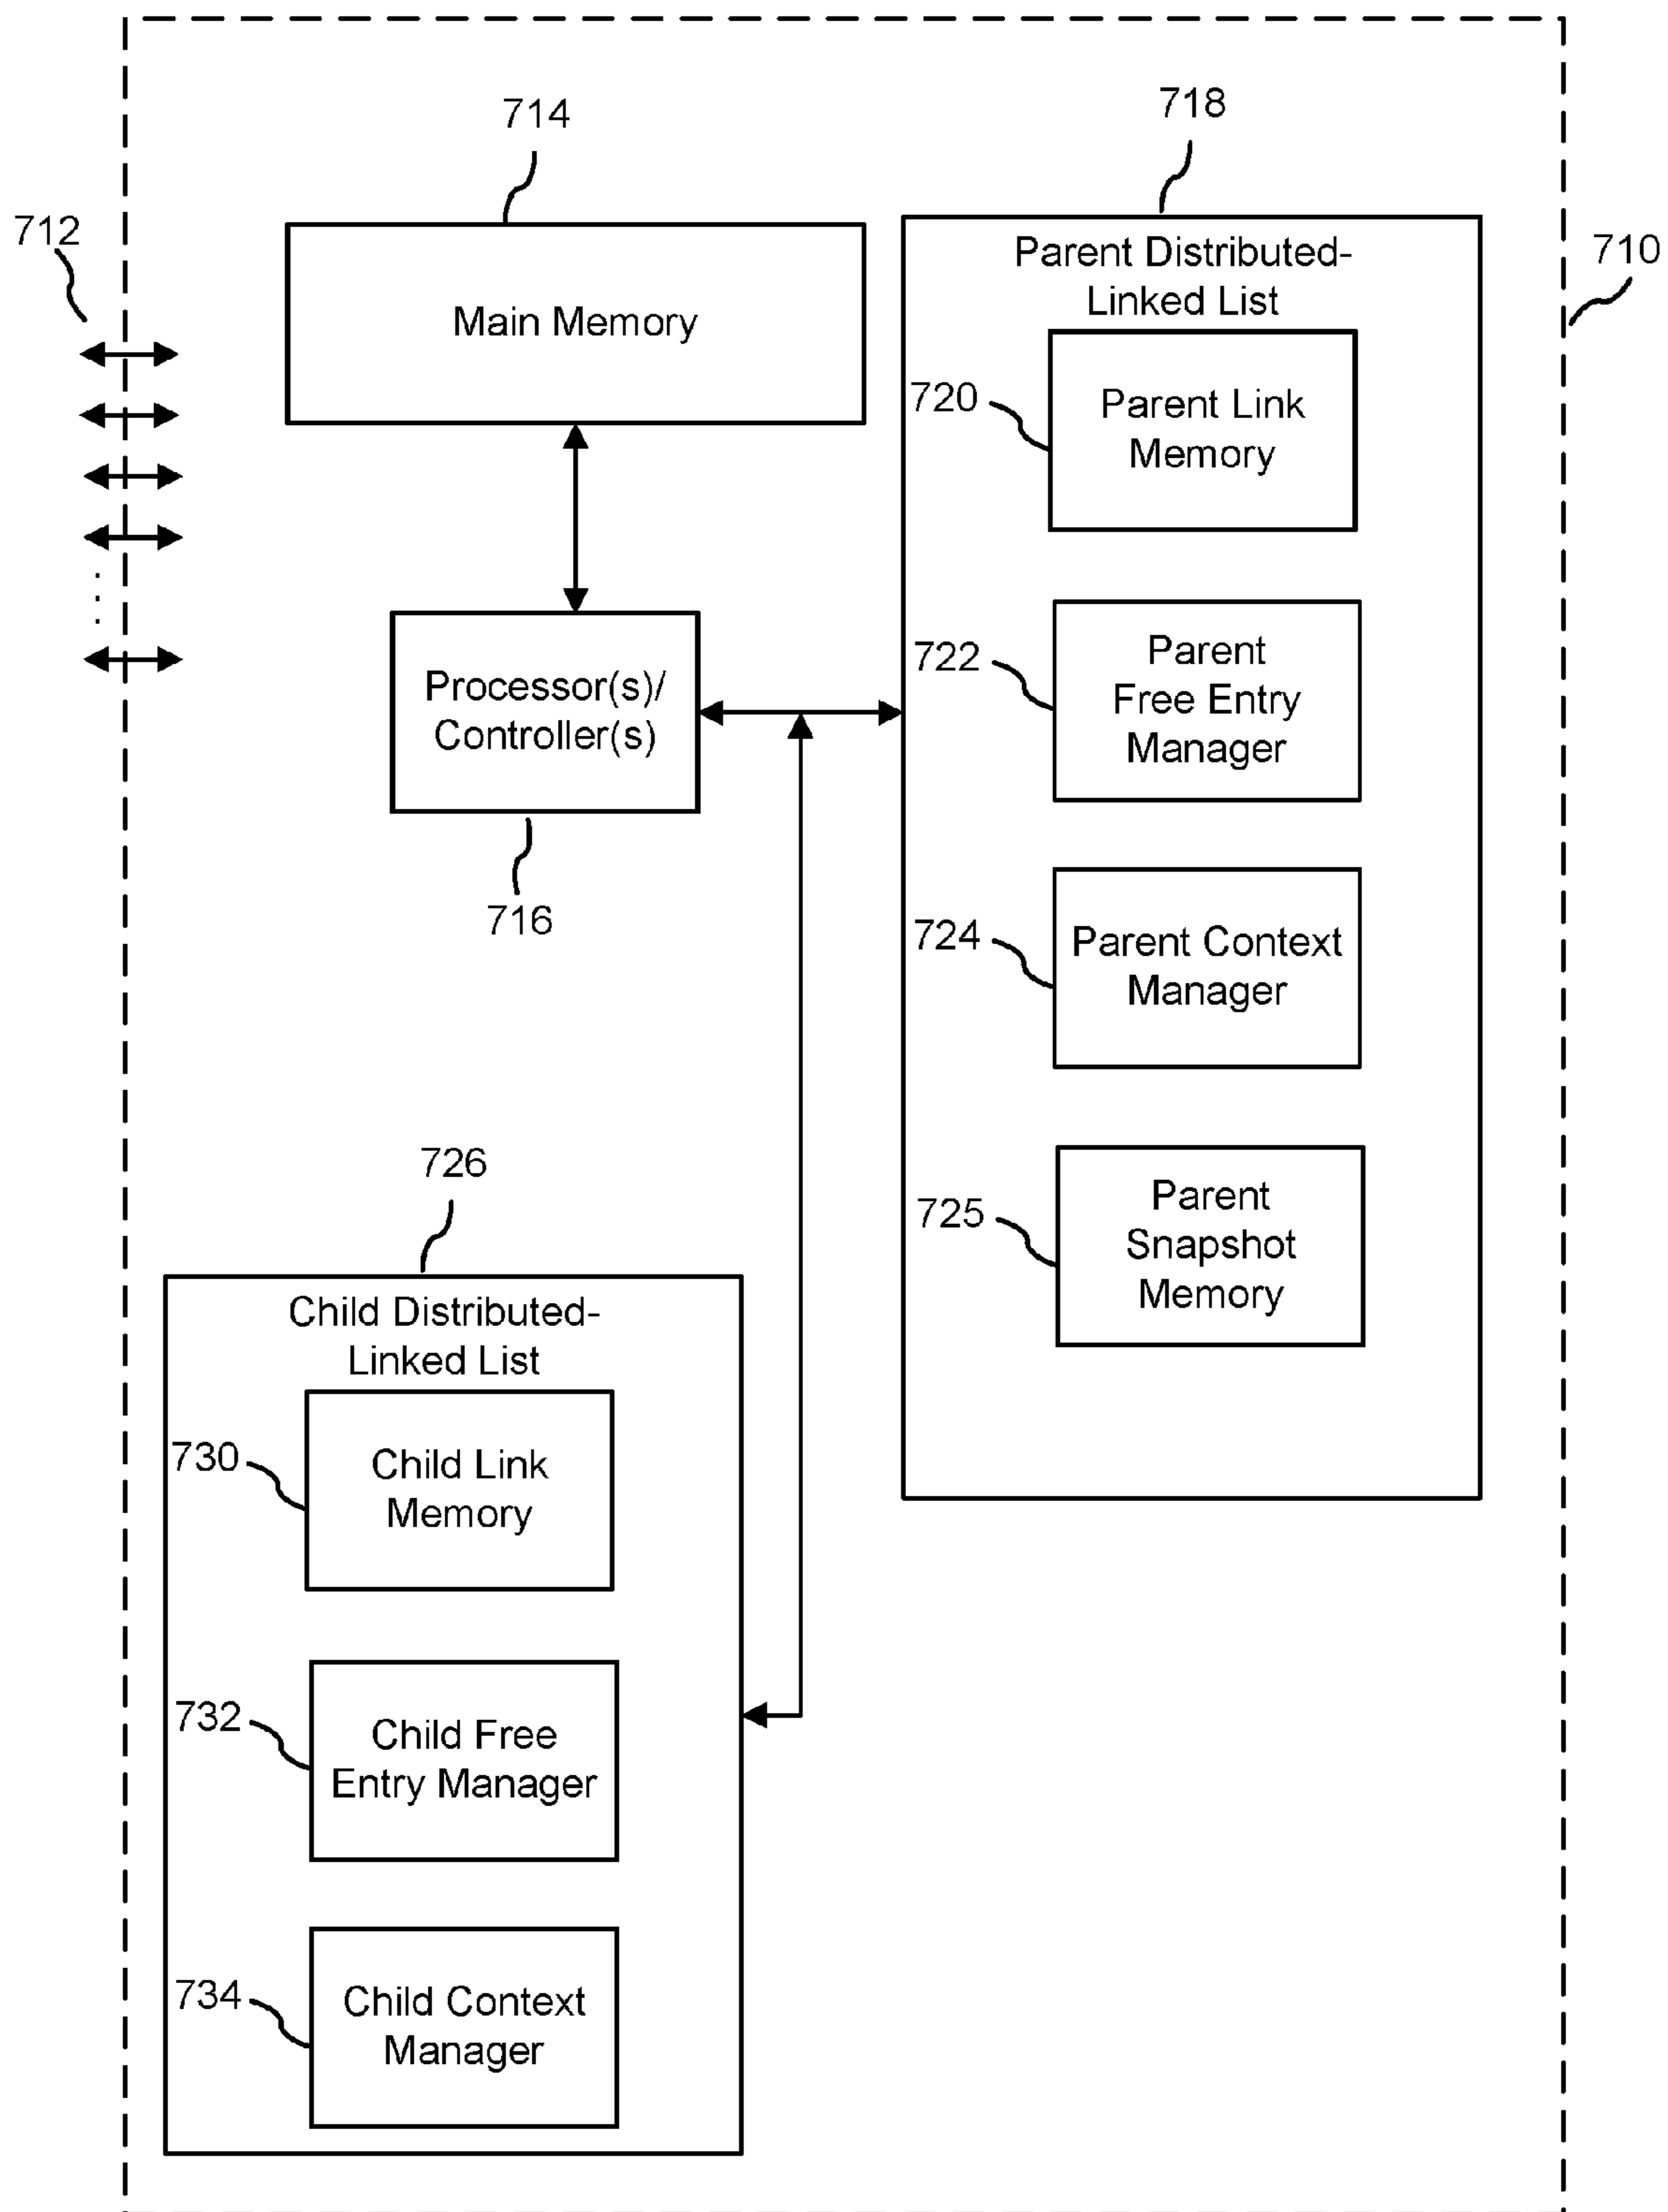 714
718
712
710
Main Memory
Parent Distributed-
Linked List
720
Parent Link
Memory
Processor(s)/
Controller(s)
716
722
Parent
Free Entry
Manager
724
Parent Context
Manager
725
Parent
Snapshot
Memory
726
Child Distributed-
Linked List
730
Child Link
Memory
732
Child Free
Entry Manager
734
Child Context
Manager